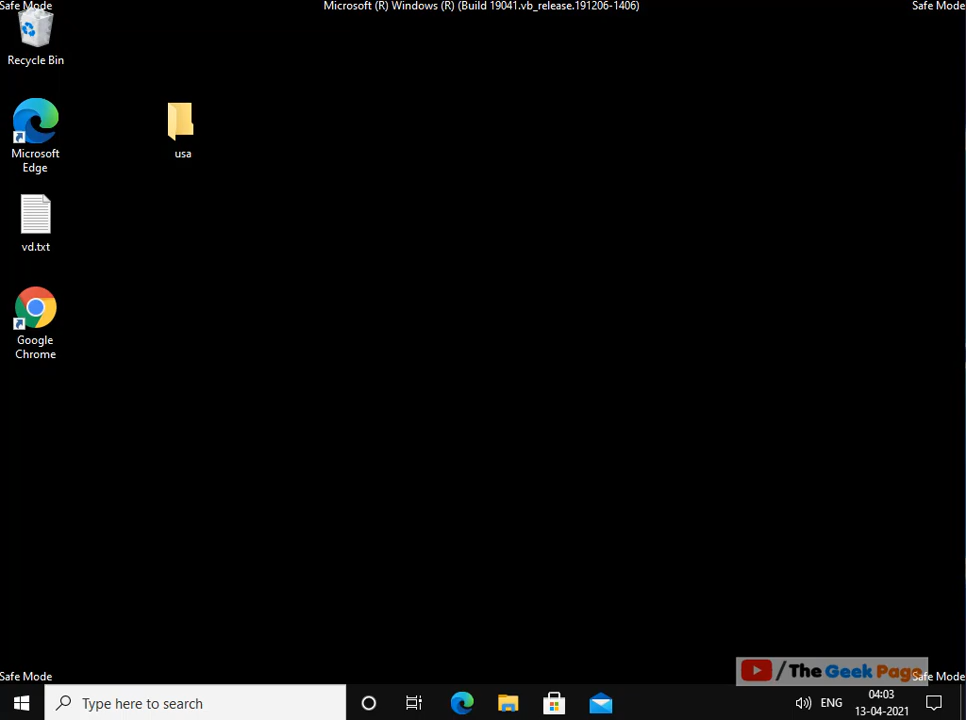 Safe Mode
Microsoft (R) Windows (R) (Build 19041.vb_release.191206-1406)
Safe Mode
Recycle Bin
Microsoft
Edge
usa
vd.txt
Google
Chrome
/The Geek Page
Safe Mode
Safe Mode
Type here to search
ENG
04:03
13-04-2021